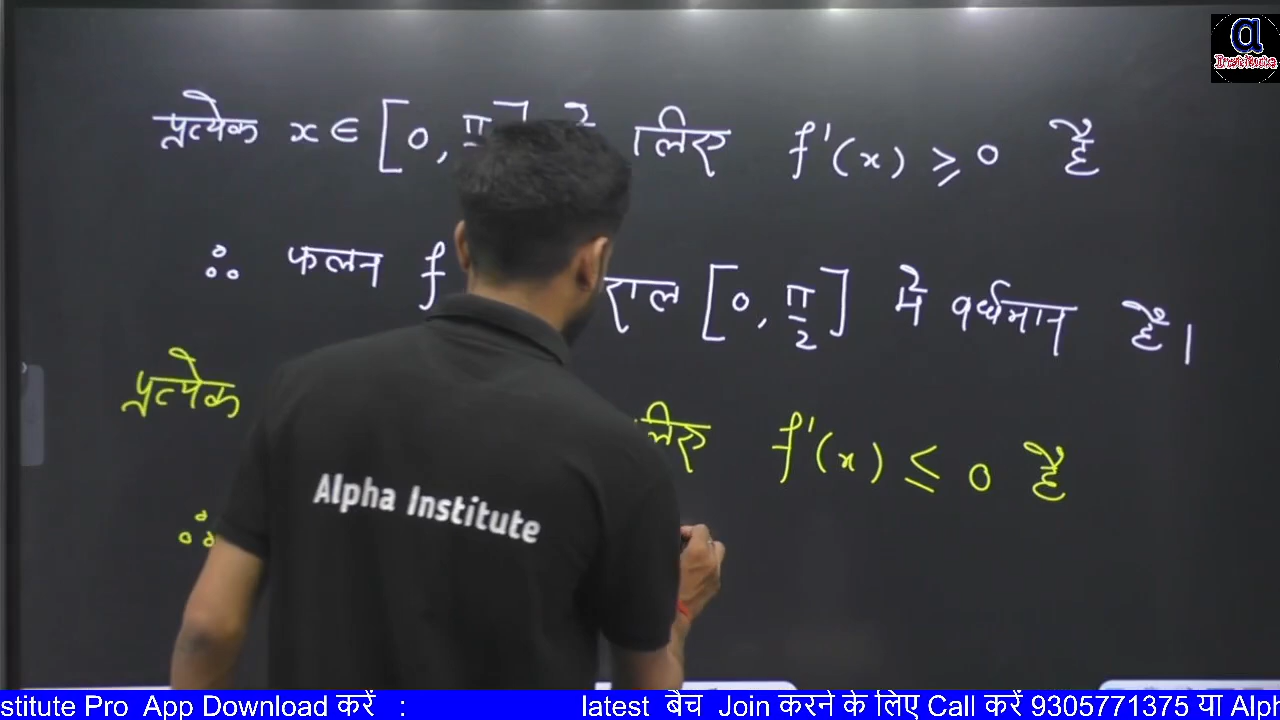 α
Institute
प्रत्येक x ∈ [0, π ] लिए f'(x) ≥ 0 है
∴ फलन f राल [0, π/2] में वर्धमान है।
प्रत्येक लिए f'(x) ≤ 0 है
∴
Alpha Institute
stitute Pro App Download करें : latest बैच Join करने के लिए Call करें 9305771375 या Alph